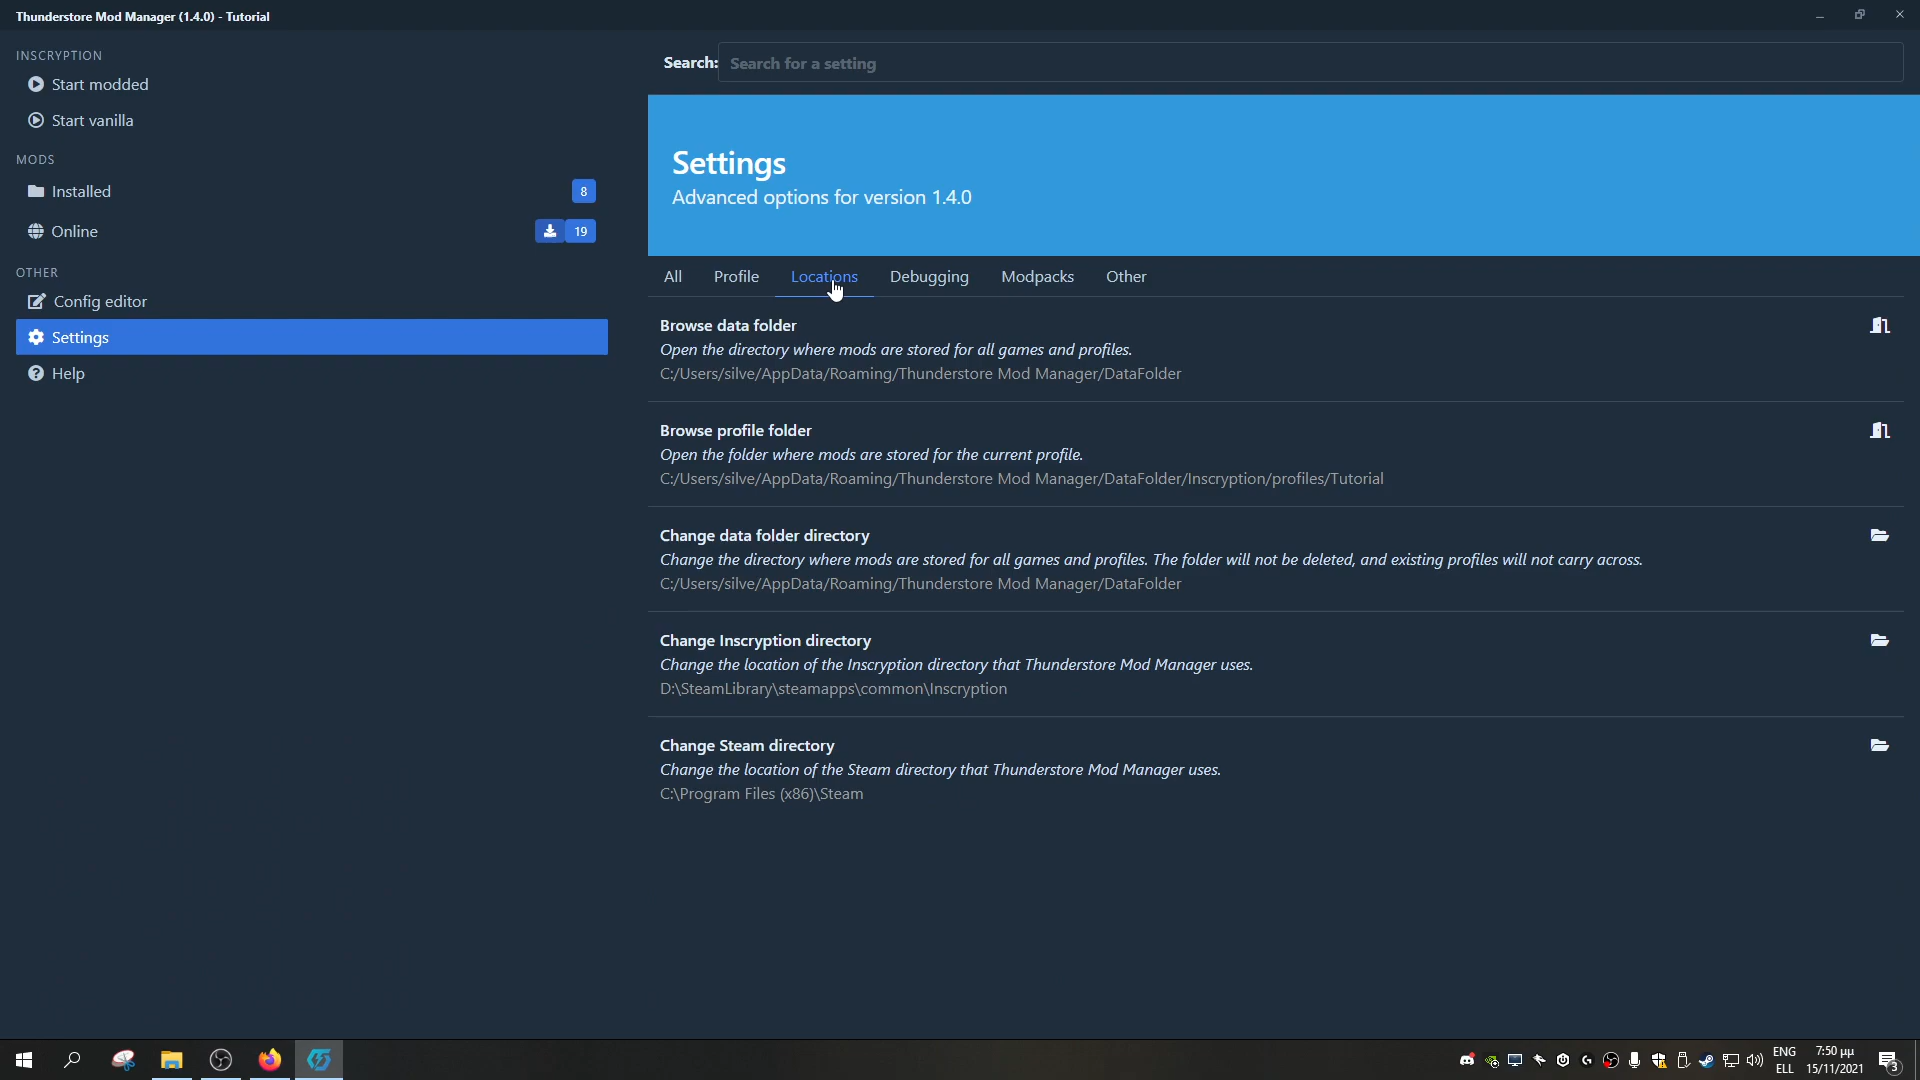 Thunderstore Mod Manager (1.4.0) - Tutorial
INSCRYPTION
Start modded
Start vanilla
MODS
Installed
8
Online
19
OTHER
Config editor
Settings
Help
Search: Search for a setting
Settings
Advanced options for version 1.4.0
All Profile Locations Debugging Modpacks Other
Browse data folder
Open the directory where mods are stored for all games and profiles.
C:/Users/silve/AppData/Roaming/Thunderstore Mod Manager/DataFolder
Browse profile folder
Open the folder where mods are stored for the current profile.
C:/Users/silve/AppData/Roaming/Thunderstore Mod Manager/DataFolder/Inscryption/profiles/Tutorial
Change data folder directory
Change the directory where mods are stored for all games and profiles. The folder will not be deleted, and existing profiles will not carry across.
C:/Users/silve/AppData/Roaming/Thunderstore Mod Manager/DataFolder
Change Inscryption directory
Change the location of the Inscryption directory that Thunderstore Mod Manager uses.
D:\SteamLibrary\steamapps\common\Inscryption
Change Steam directory
Change the location of the Steam directory that Thunderstore Mod Manager uses.
C:\Program Files (x86)\Steam
ENG
ELL
7:50 μμ
15/11/2021
3